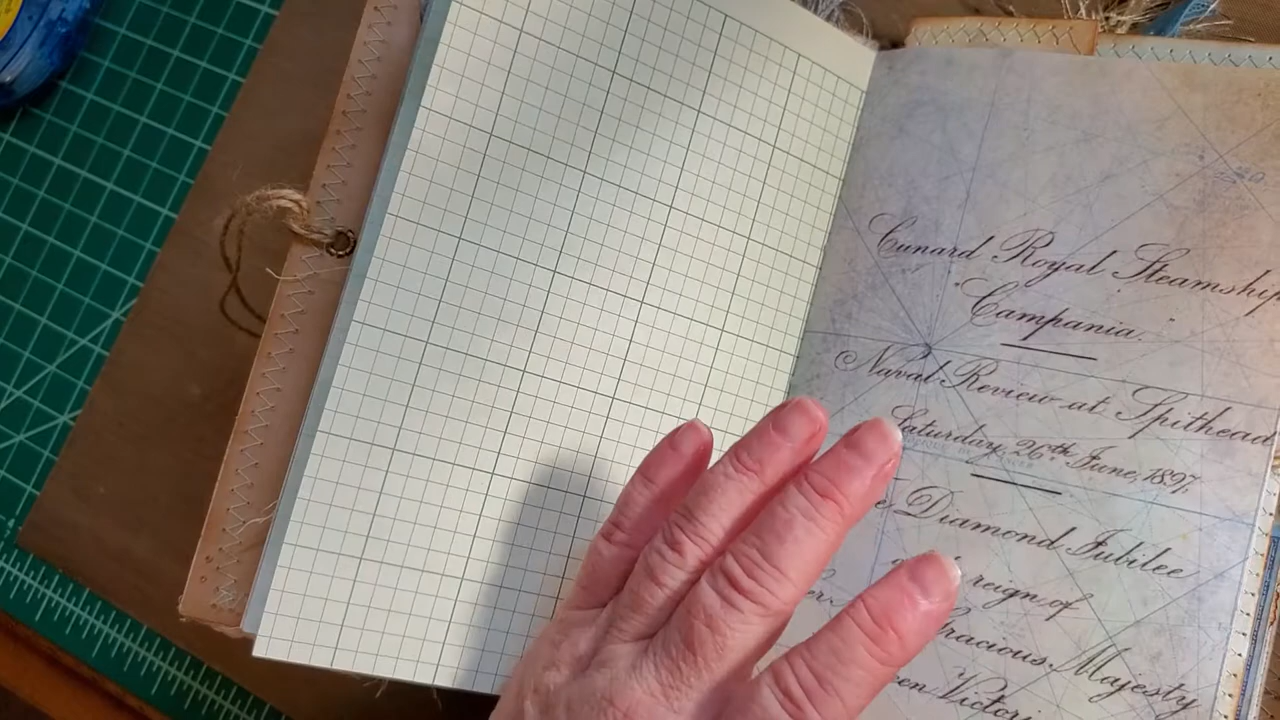 Cunard Royal Steamship
"Campania."
Naval Review at Spithead
Saturday 26th June, 1897.
Diamond Jubilee
reign of
Gracious Majesty